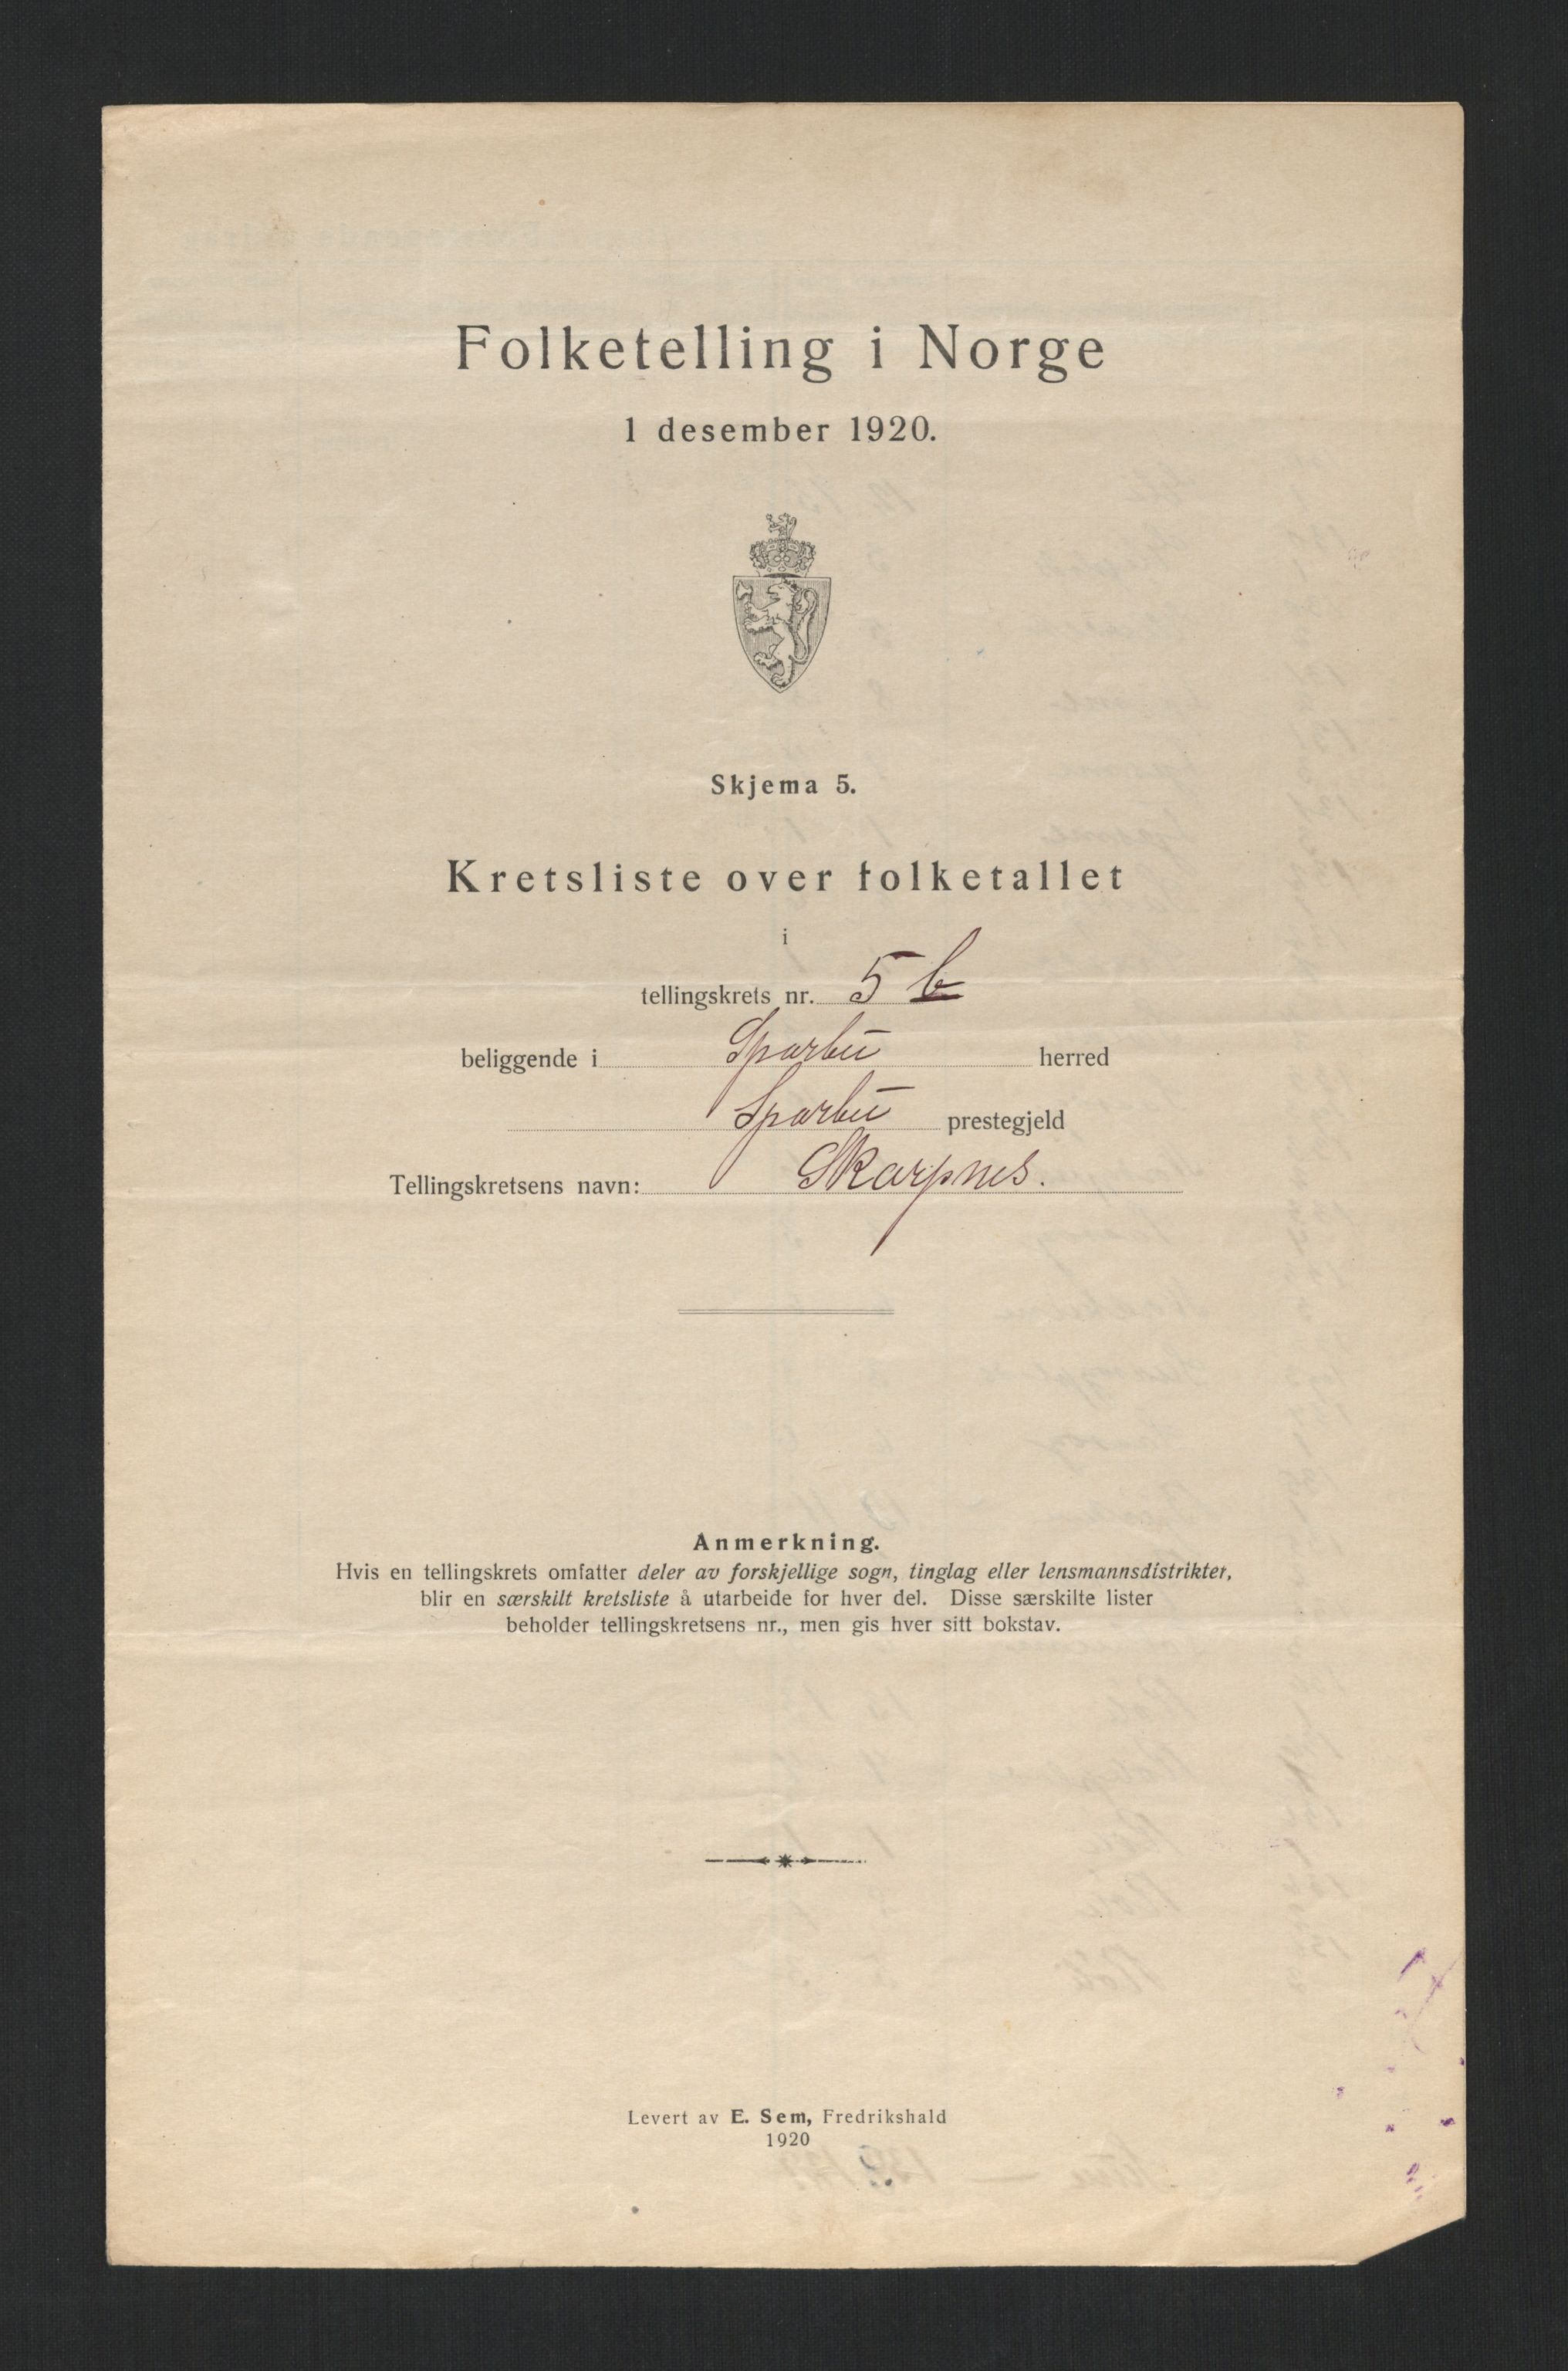 Folketelling i Norge
1 desember 1920.
Skjema 5.
Kretsliste over folketallet
i
tellingskrets nr. 5 b
beliggende i Sparbu herred
Sparbu prestegjeld
Tellingskretsens navn: Skarpnes.
Anmerkning.
Hvis en tellingskrets omfatter deler av forskjellige sogn, tinglag eller lensmannsdistrikter,
blir en særskilt kretsliste å utarbeide for hver del. Disse særskilte lister
beholder tellingskretsens nr., men gis hver sitt bokstav.
Levert av E. Sem, Fredrikshald
1920